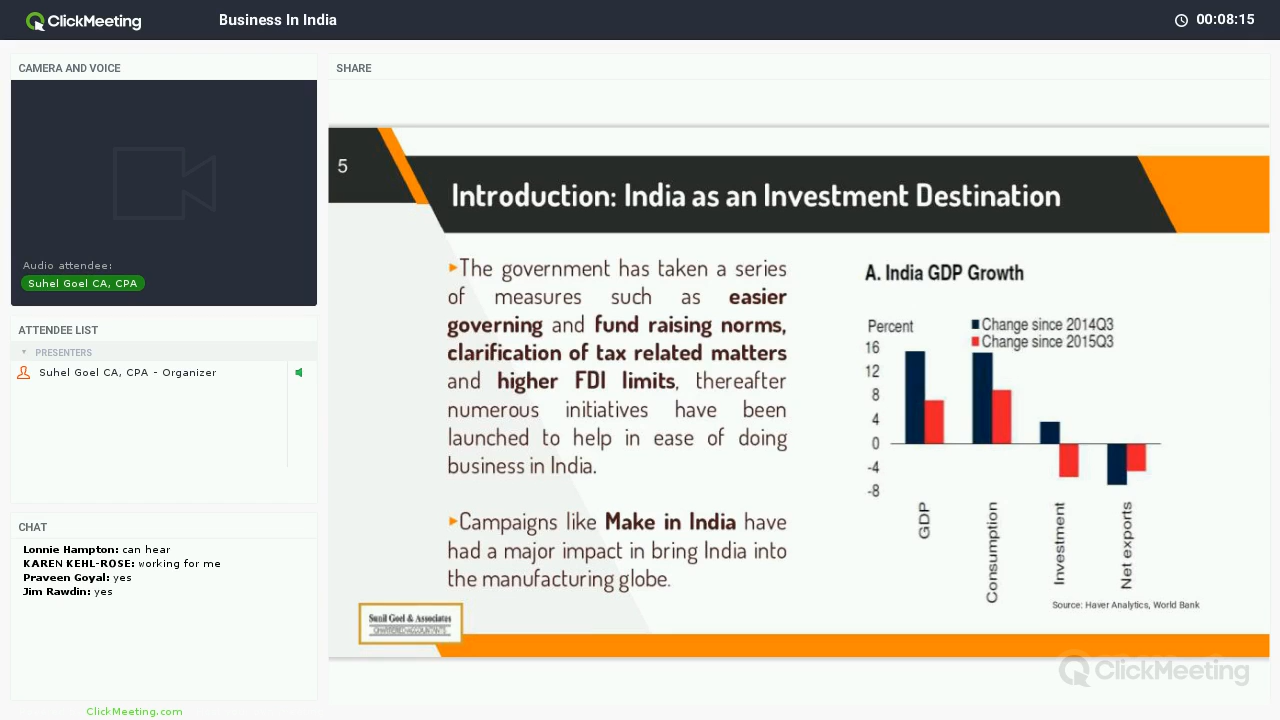 ClickMeeting
Business In India
00:08:15
CAMERA AND VOICE
Audio attendee:
Suhel Goel CA, CPA
ATTENDEE LIST
PRESENTERS
Suhel Goel CA, CPA - Organizer
CHAT
Lonnie Hampton: can hear
KAREN KEHL-ROSE: working for me
Praveen Goyal: yes
Jim Rawdin: yes
ClickMeeting.com
SHARE
5
Introduction: India as an Investment Destination
▸The government has taken a series
of measures such as easier
governing and fund raising norms,
clarification of tax related matters
and higher FDI limits, thereafter
numerous initiatives have been
launched to help in ease of doing
business in India.
▸Campaigns like Make in India have
had a major impact in bring India into
the manufacturing globe.
A. India GDP Growth
Percent
Change since 2014Q3
Change since 2015Q3
16
12
8
4
0
-4
-8
GDP
Consumption
Investment
Net exports
Source: Haver Analytics, World Bank
Sunil Goel & Associates
CHARTERED ACCOUNTANTS
ClickMeeting